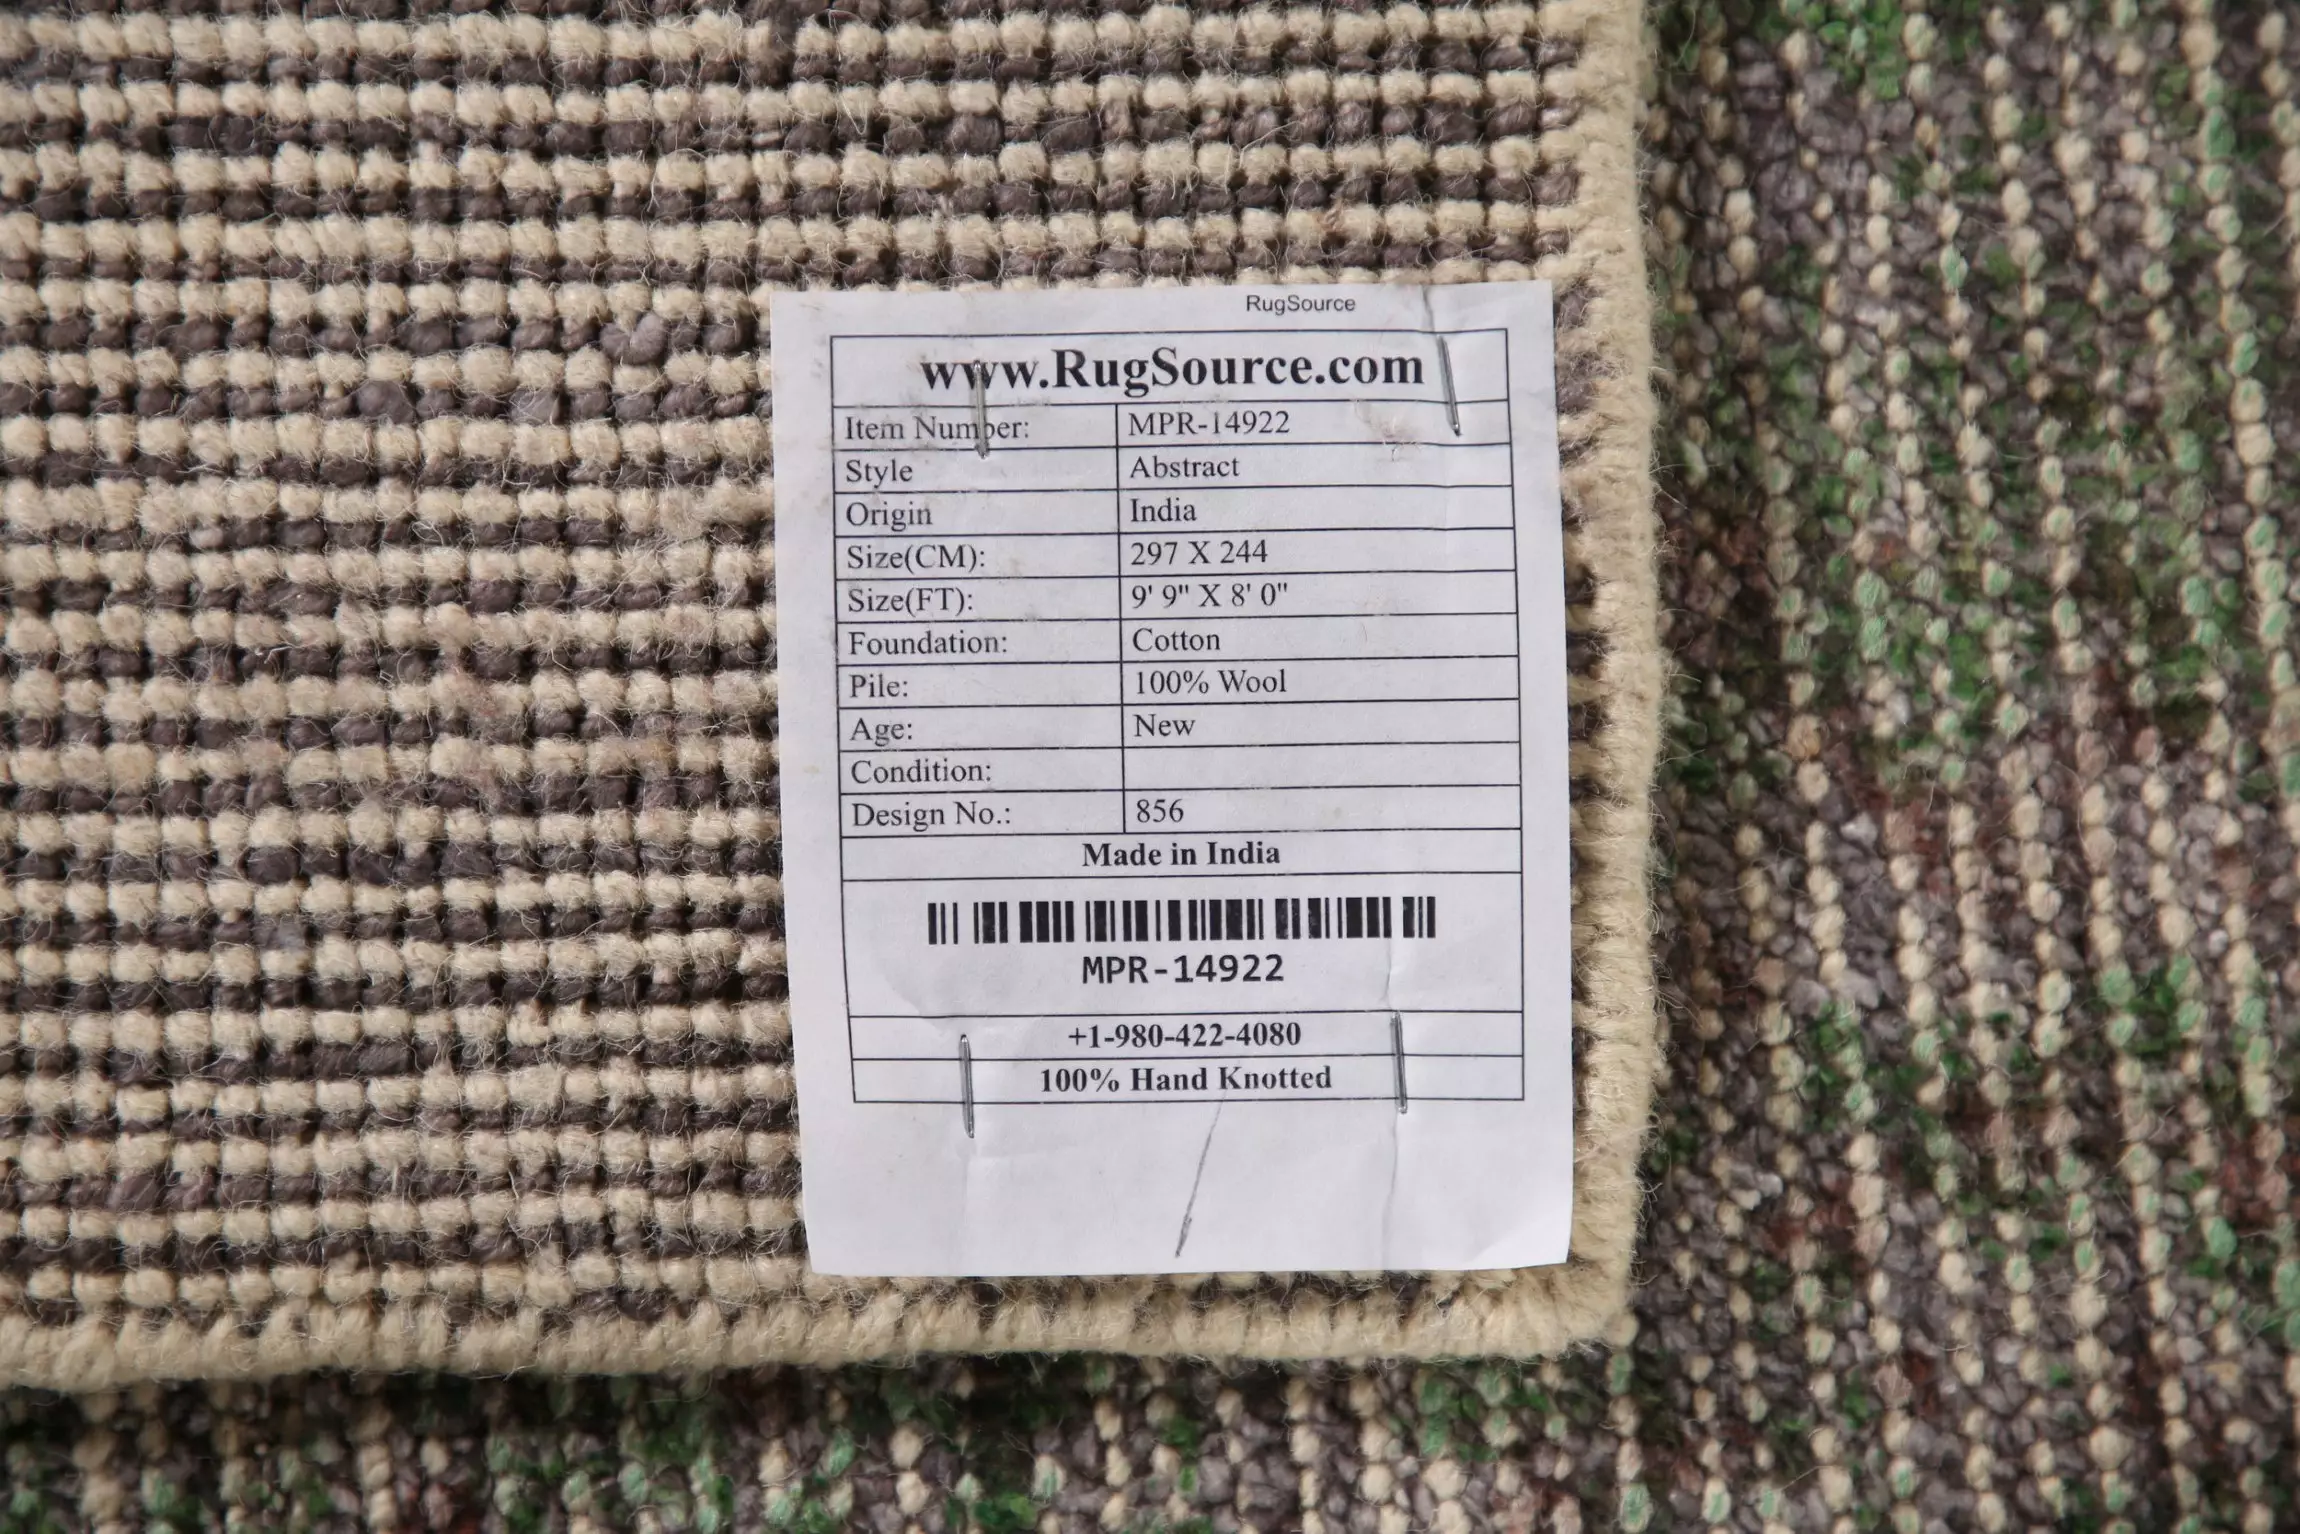 RugSource
www.RugSource.com
Item Number: MPR-14922
Style Abstract
Origin India
Size(CM): 297 X 244
Size(FT): 9' 9" X 8' 0"
Foundation: Cotton
Pile: 100% Wool
Age: New
Condition:
Design No.: 856
Made in India
MPR-14922
+1-980-422-4080
100% Hand Knotted